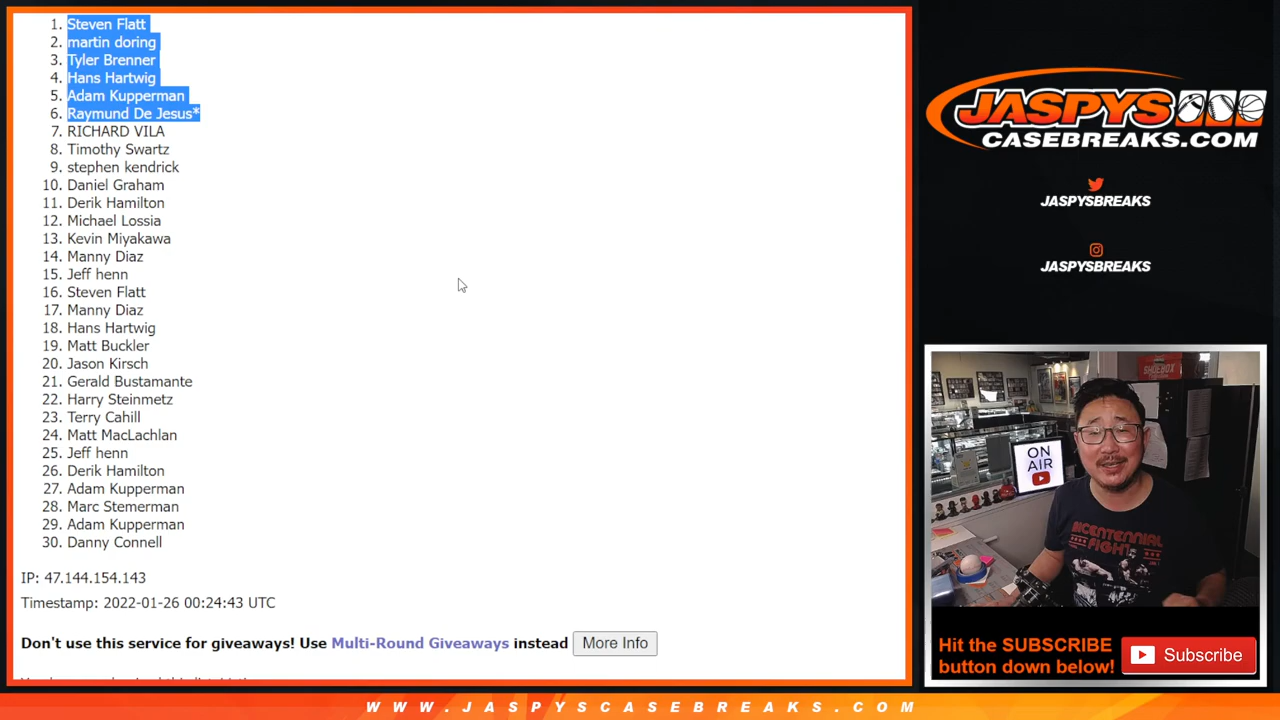 1. Steven Flatt
2. martin doring
3. Tyler Brenner
4. Hans Hartwig
5. Adam Kupperman
6. Raymund De Jesus*
7. RICHARD VILA
8. Timothy Swartz
9. stephen kendrick
10. Daniel Graham
11. Derik Hamilton
12. Michael Lossia
13. Kevin Miyakawa
14. Manny Diaz
15. Jeff henn
16. Steven Flatt
17. Manny Diaz
18. Hans Hartwig
19. Matt Buckler
20. Jason Kirsch
21. Gerald Bustamante
22. Harry Steinmetz
23. Terry Cahill
24. Matt MacLachlan
25. Jeff henn
26. Derik Hamilton
27. Adam Kupperman
28. Marc Stemerman
29. Adam Kupperman
30. Danny Connell
IP: 47.144.154.143
Timestamp: 2022-01-26 00:24:43 UTC
Don't use this service for giveaways! Use Multi-Round Giveaways instead More Info
JASPYS
CASEBREAKS.COM
JASPYSBREAKS
JASPYSBREAKS
SHOEBOX
ON
AIR
BICENTENNIAL
FIGHT
Hit the SUBSCRIBE
button down below!
Subscribe
WWW.JASPYSCASEBREAKS.COM